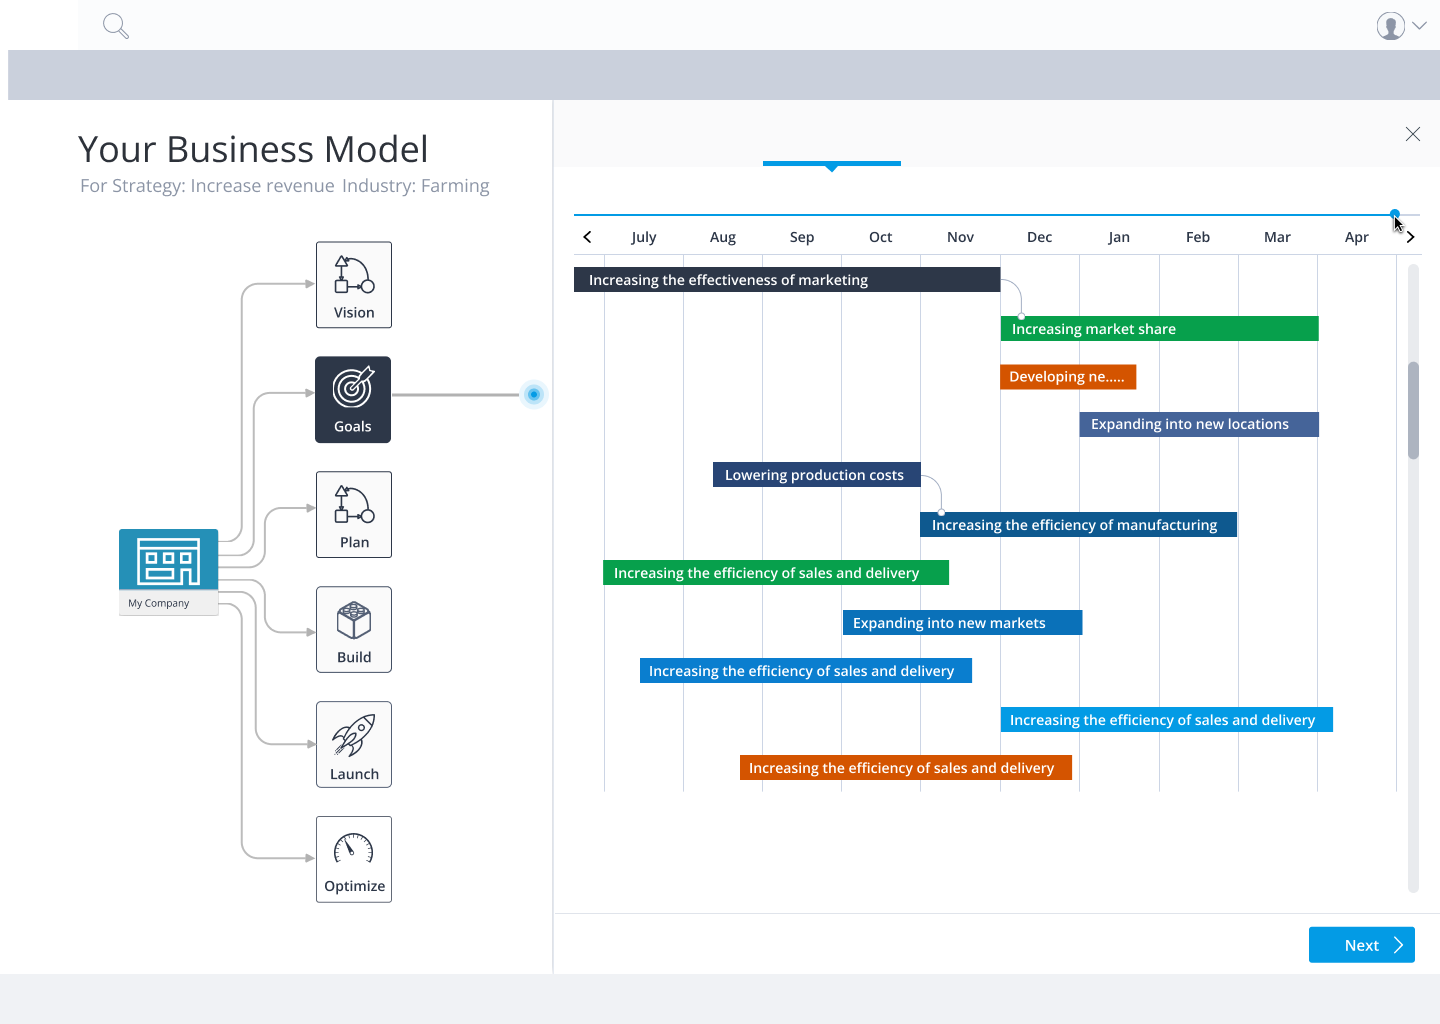 Your Business Model
For Strategy: Increase revenue Industry: Farming
Vision
Goals
Plan
My Company
Build
Launch
Optimize
July Aug Sep Oct Nov Dec Jan Feb Mar Apr
Increasing the effectiveness of marketing
Increasing market share
Developing ne.....
Expanding into new locations
Lowering production costs
Increasing the efficiency of manufacturing
Increasing the efficiency of sales and delivery
Expanding into new markets
Increasing the efficiency of sales and delivery
Increasing the efficiency of sales and delivery
Increasing the efficiency of sales and delivery
Next